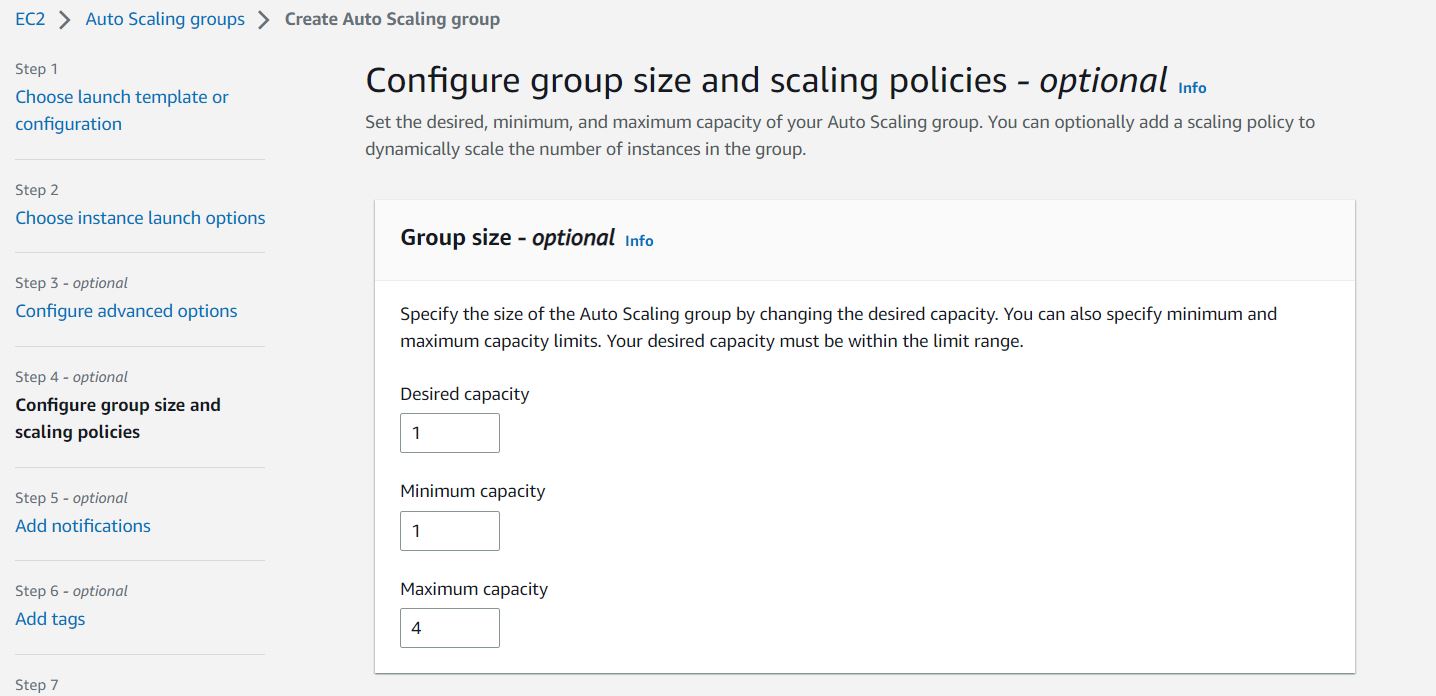 EC2 > Auto Scaling groups > Create Auto Scaling group
Step 1
Choose launch template or
configuration
Step 2
Choose instance launch options
Step 3 - optional
Configure advanced options
Step 4 - optional
Configure group size and
scaling policies
Step 5 - optional
Add notifications
Step 6 - optional
Add tags
Step 7
Configure group size and scaling policies - optional Info
Set the desired, minimum, and maximum capacity of your Auto Scaling group. You can optionally add a scaling policy to
dynamically scale the number of instances in the group.
Group size - optional Info
Specify the size of the Auto Scaling group by changing the desired capacity. You can also specify minimum and
maximum capacity limits. Your desired capacity must be within the limit range.
Desired capacity
1
Minimum capacity
1
Maximum capacity
4